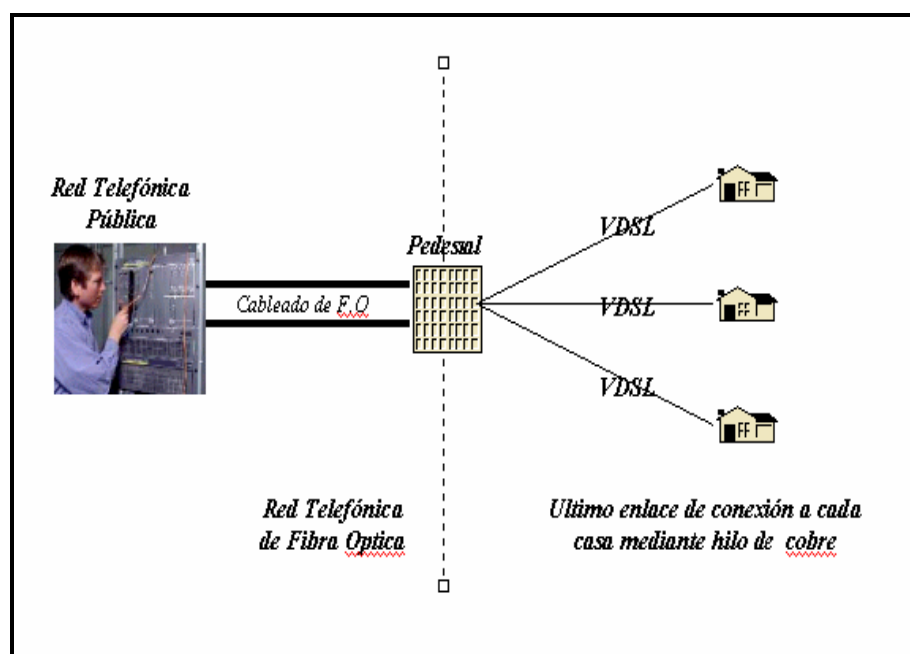 Red Telefónica
Pública
Pedestal
VDSL
Cableado de F.O
VDSL
VDSL
Red Telefónica
de Fibra Optica
Ultimo enlace de conexión a cada
casa mediante hilo de cobre